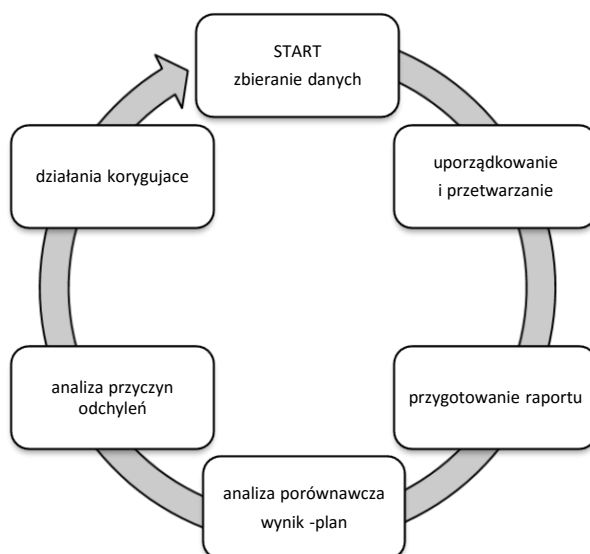 START
zbieranie danych
uporządkowanie
i przetwarzanie
przygotowanie raportu
analiza porównawcza
wynik -plan
analiza przyczyn
odchyleń
działania korygujace